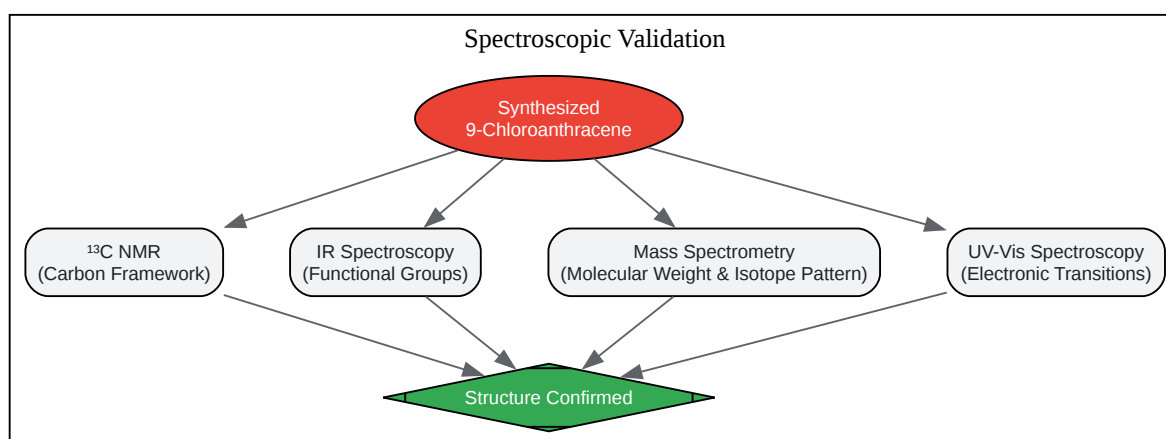 Spectroscopic Validation
Synthesized
9-Chloroanthracene
¹³C NMR
(Carbon Framework)
IR Spectroscopy
(Functional Groups)
Mass Spectrometry
(Molecular Weight & Isotope Pattern)
UV-Vis Spectroscopy
(Electronic Transitions)
Structure Confirmed